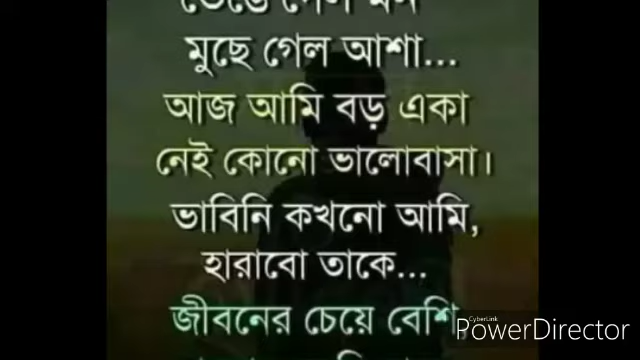 মুছে গেল আশা...
আজ আমি বড় একা
নেই কোনো ভালোবাসা।
ভাবিনি কখনো আমি,
হারাবো তাকে...
জীবনের চেয়ে বেশি,
CyberLink
PowerDirector